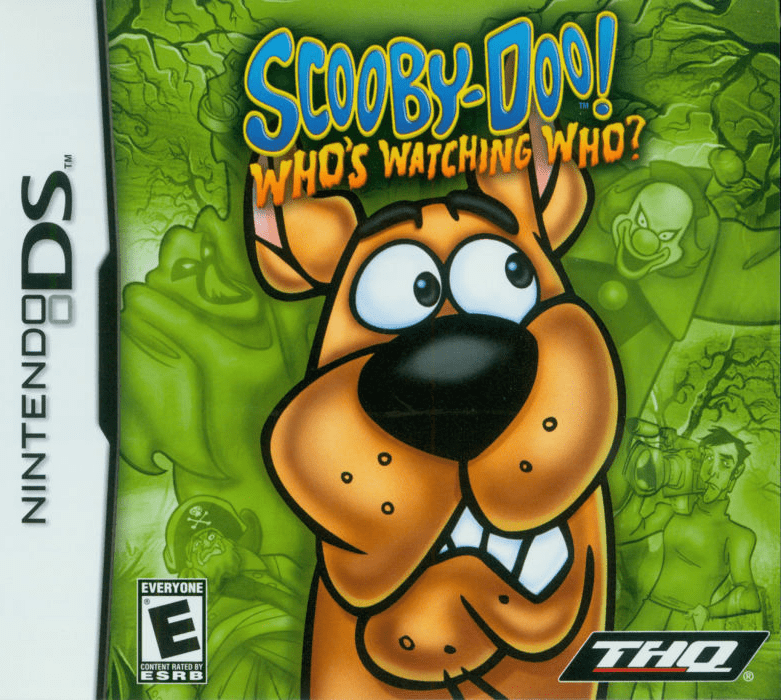 SCOOBY-DOO!
TM
WHO'S WATCHING WHO?
NINTENDO DS
TM
EVERYONE
E
®
CONTENT RATED BY
ESRB
THQ
®